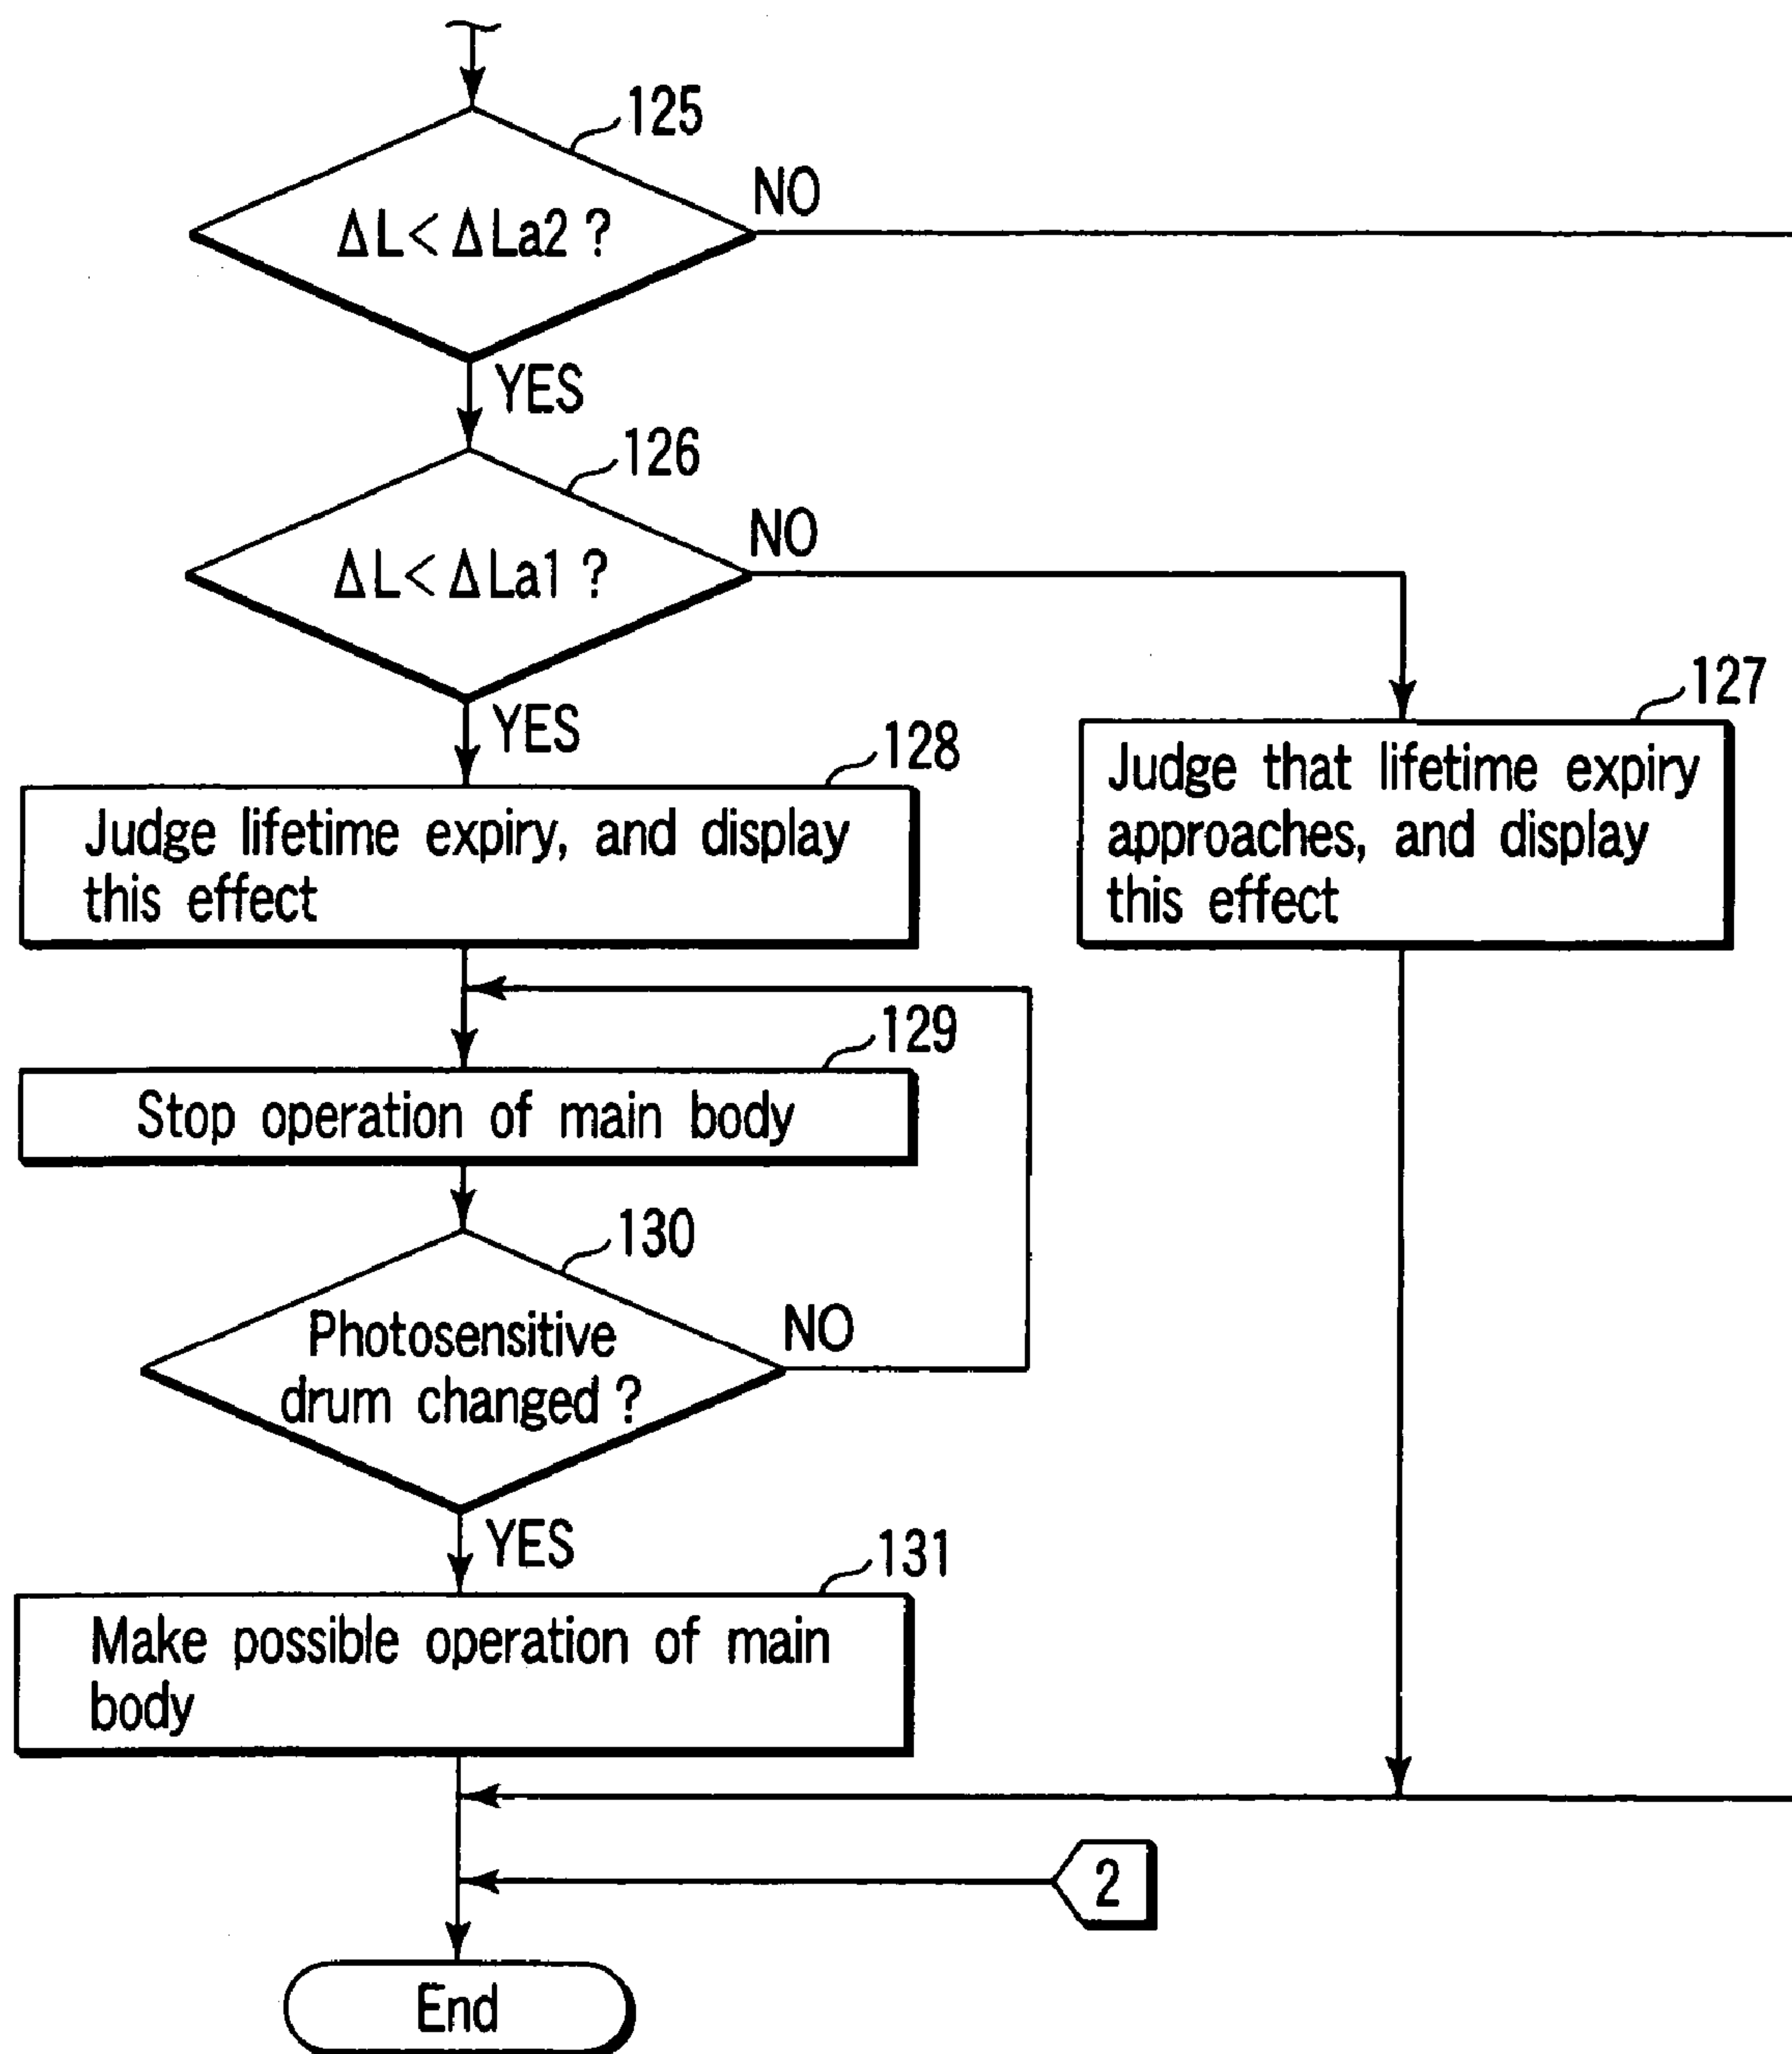 125
ΔL< ΔLa2 ?
NO
YES
126
ΔL< ΔLa1 ?
NO
YES
127
Judge that lifetime expiry
approaches, and display
this effect
128
Judge lifetime expiry, and display
this effect
129
Stop operation of main body
130
Photosensitive
drum changed ?
NO
YES
131
Make possible operation of main
body
2
End